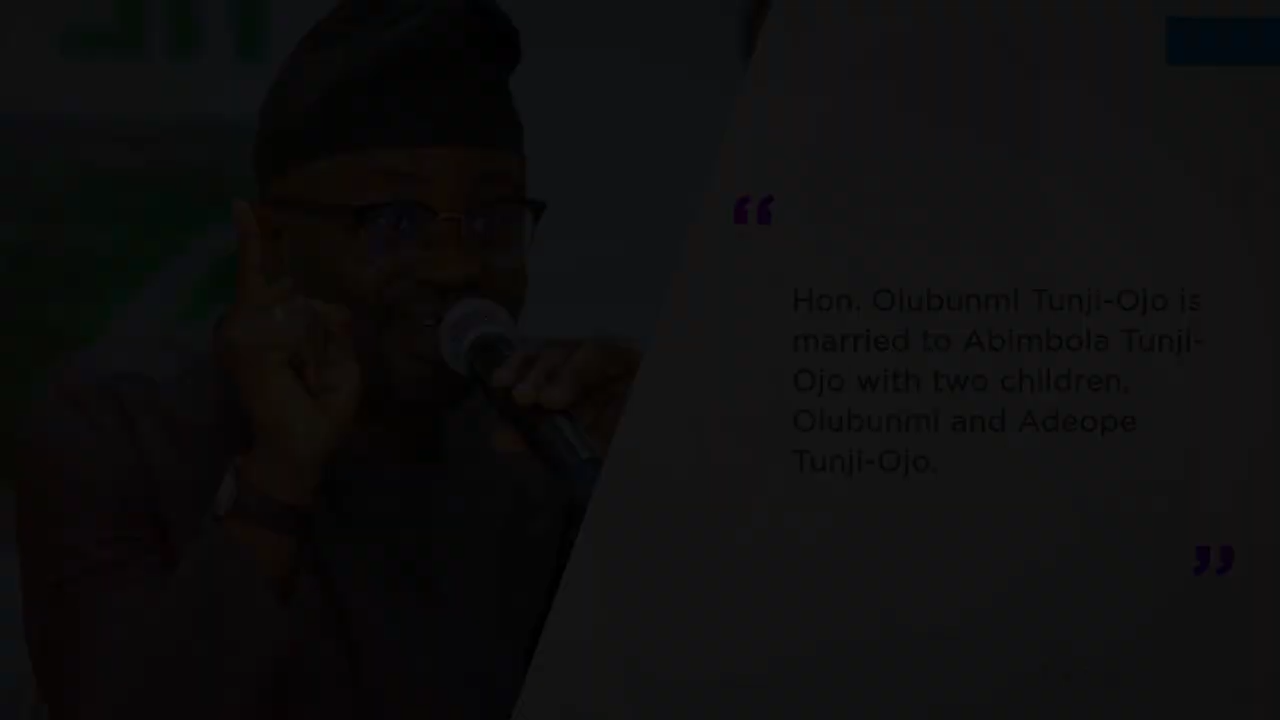 “
Hon. Olubunmi Tunji-Ojo is
married to Abimbola Tunji-
Ojo with two children,
Olubunmi and Adeope
Tunji-Ojo.
”